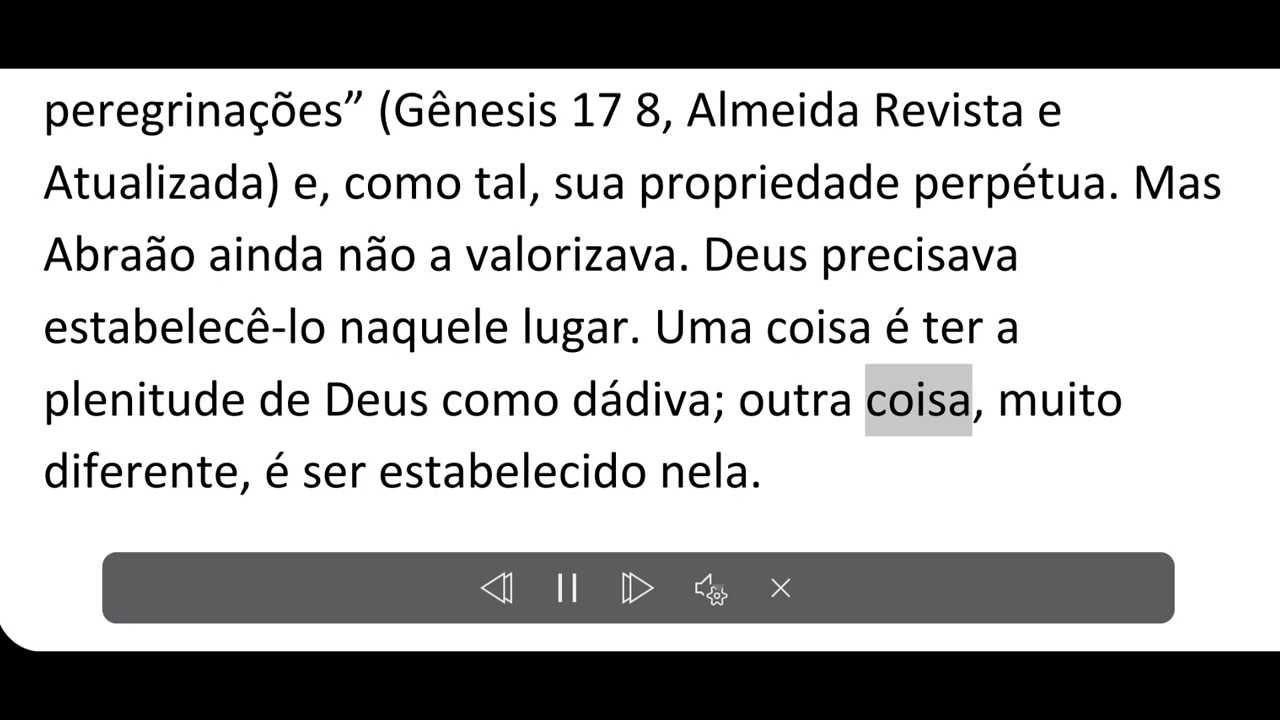 peregrinações” (Gênesis 17 8, Almeida Revista e
Atualizada) e, como tal, sua propriedade perpétua. Mas
Abraão ainda não a valorizava. Deus precisava
estabelecê-lo naquele lugar. Uma coisa é ter a
plenitude de Deus como dádiva; outra coisa, muito
diferente, é ser estabelecido nela.